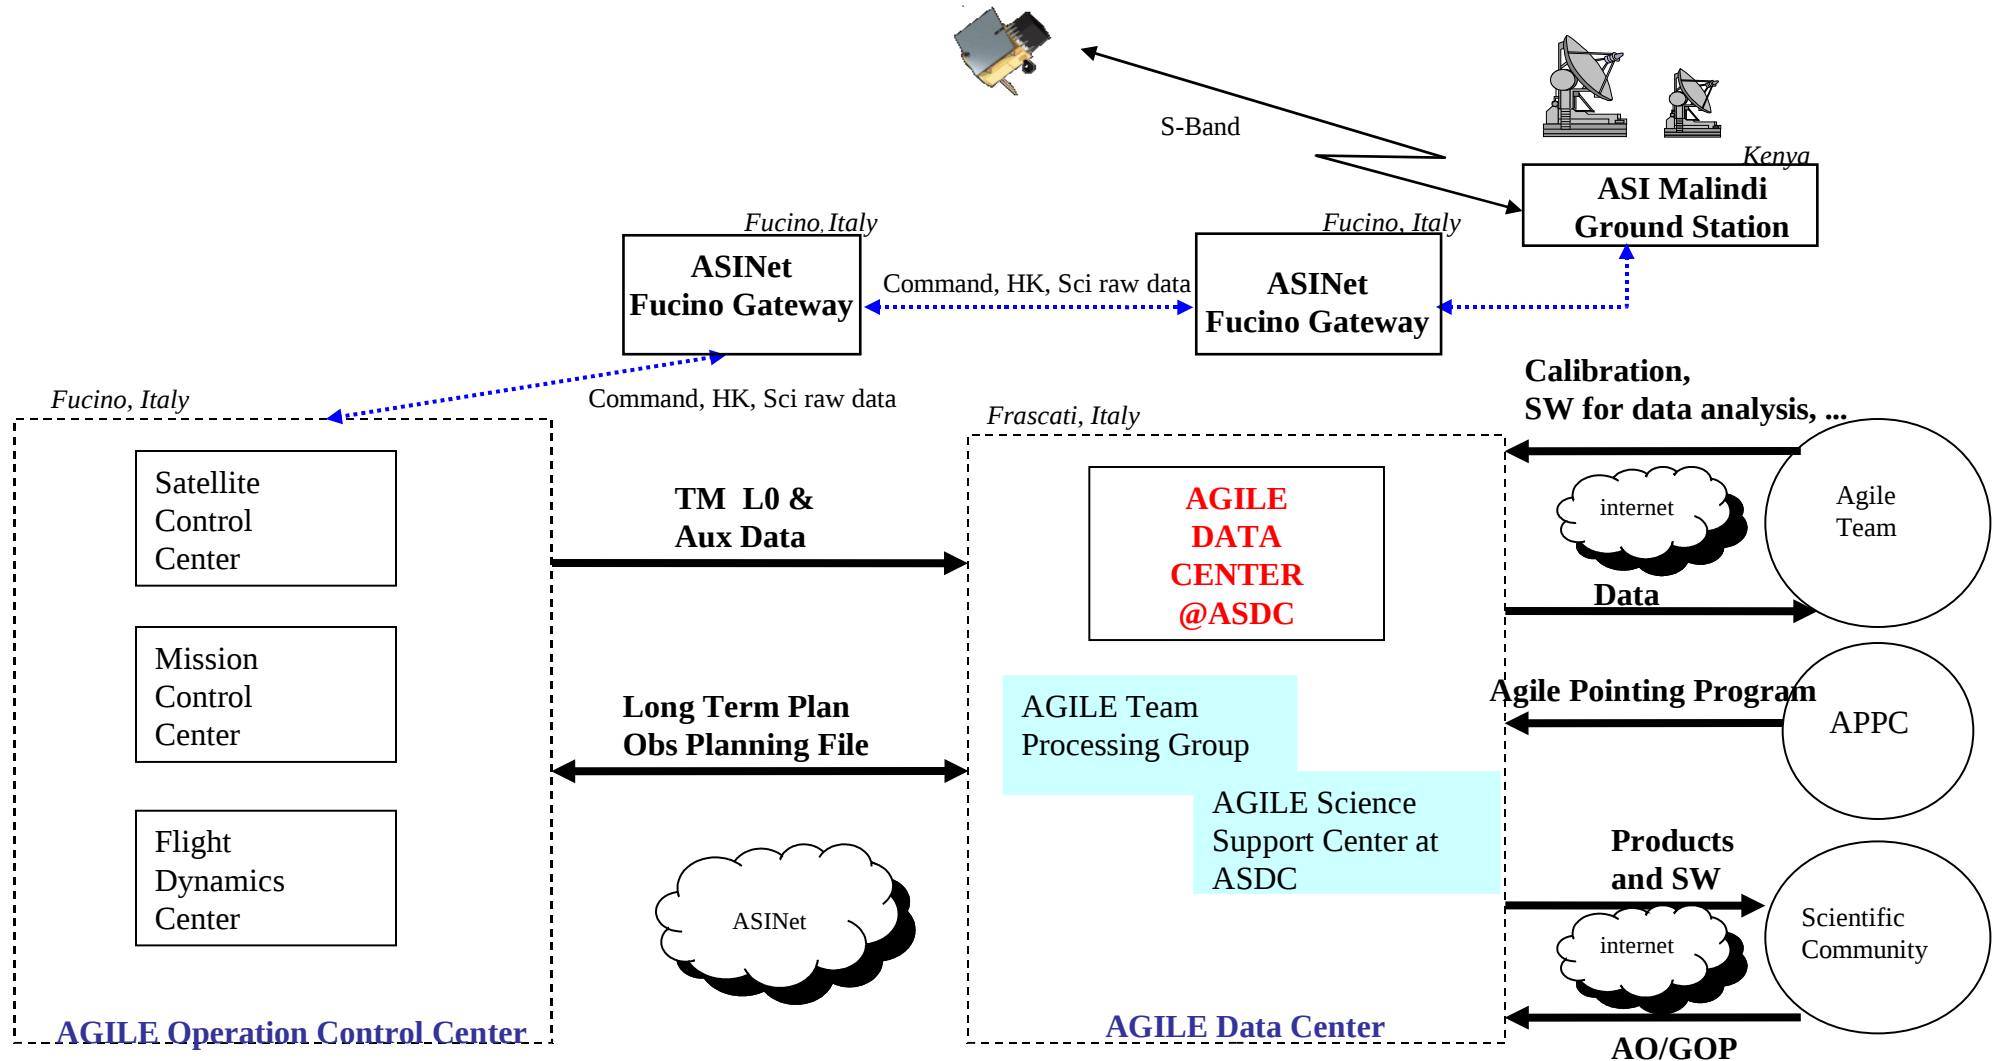 S-Band
Kenya
ASI Malindi
Ground Station
Fucino, Italy
ASINet
Fucino Gateway
Command, HK, Sci raw data
Fucino, Italy
ASINet
Fucino Gateway
Command, HK, Sci raw data
Fucino, Italy
Satellite
Control
Center
Mission
Control
Center
Flight
Dynamics
Center
AGILE Operation Control Center
TM L0 &
Aux Data
Long Term Plan
Obs Planning File
ASINet
Frascati, Italy
AGILE
DATA
CENTER
@ASDC
AGILE Team
Processing Group
AGILE Science
Support Center at
ASDC
AGILE Data Center
Calibration,
SW for data analysis, ...
internet
Data
Agile
Team
Agile Pointing Program
APPC
Products
and SW
internet
Scientific
Community
AO/GOP